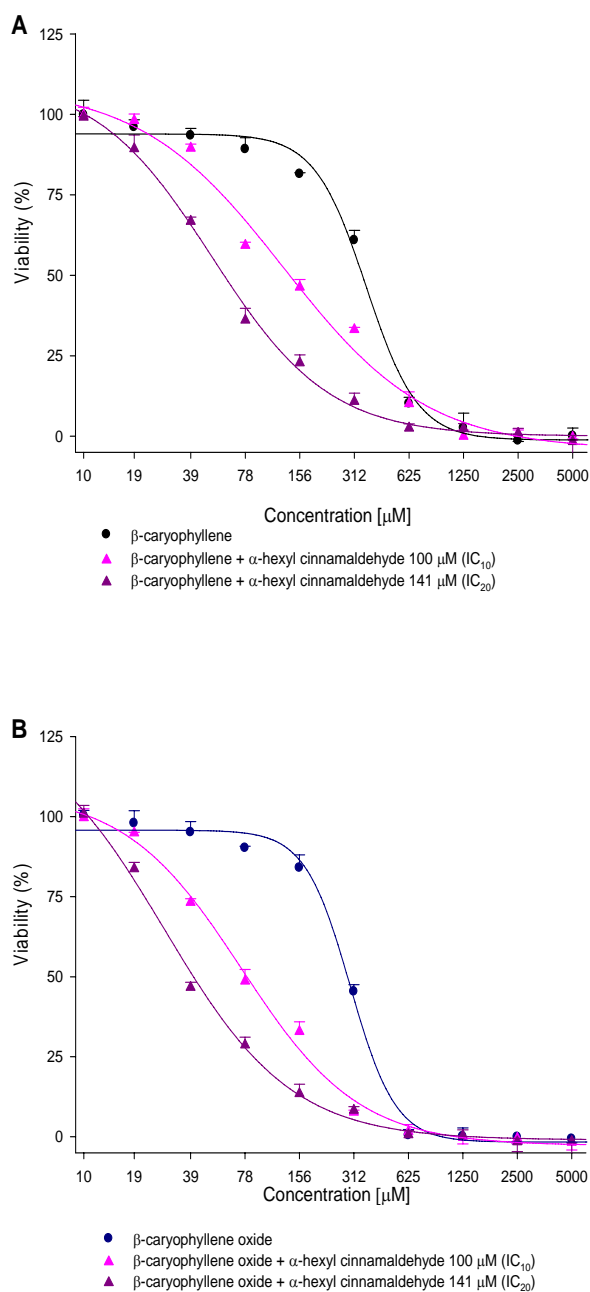 A
125
100
75
50
25
0
Viability (%)
10 19 39 78 156 312 625 1250 2500 5000
Concentration [μM]
β-caryophyllene
β-caryophyllene + α-hexyl cinnamaldehyde 100 μM (IC10)
β-caryophyllene + α-hexyl cinnamaldehyde 141 μM (IC20)
B
125
100
75
50
25
0
Viability (%)
10 19 39 78 156 312 625 1250 2500 5000
Concentration [μM]
β-caryophyllene oxide
β-caryophyllene oxide + α-hexyl cinnamaldehyde 100 μM (IC10)
β-caryophyllene oxide + α-hexyl cinnamaldehyde 141 μM (IC20)